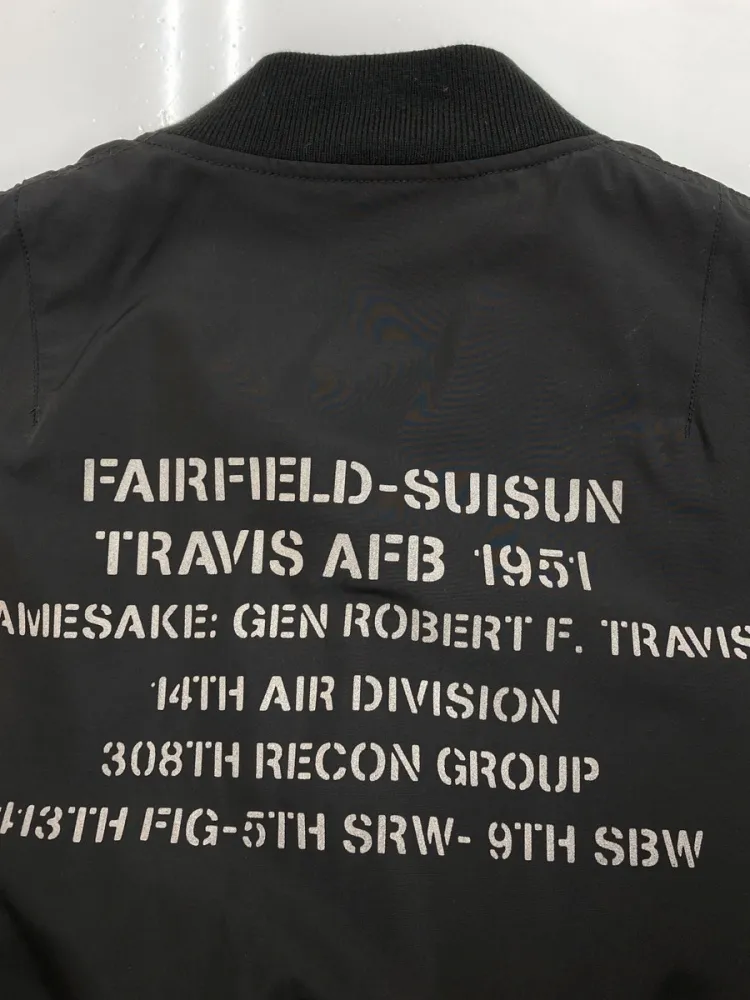 FAIRFIELD-SUISUN
TRAVIS AFB 1951
AMESAKE: GEN ROBERT F. TRAVIS
14TH AIR DIVISION
308TH RECON GROUP
413TH FIG-5TH SRW- 9TH SBW